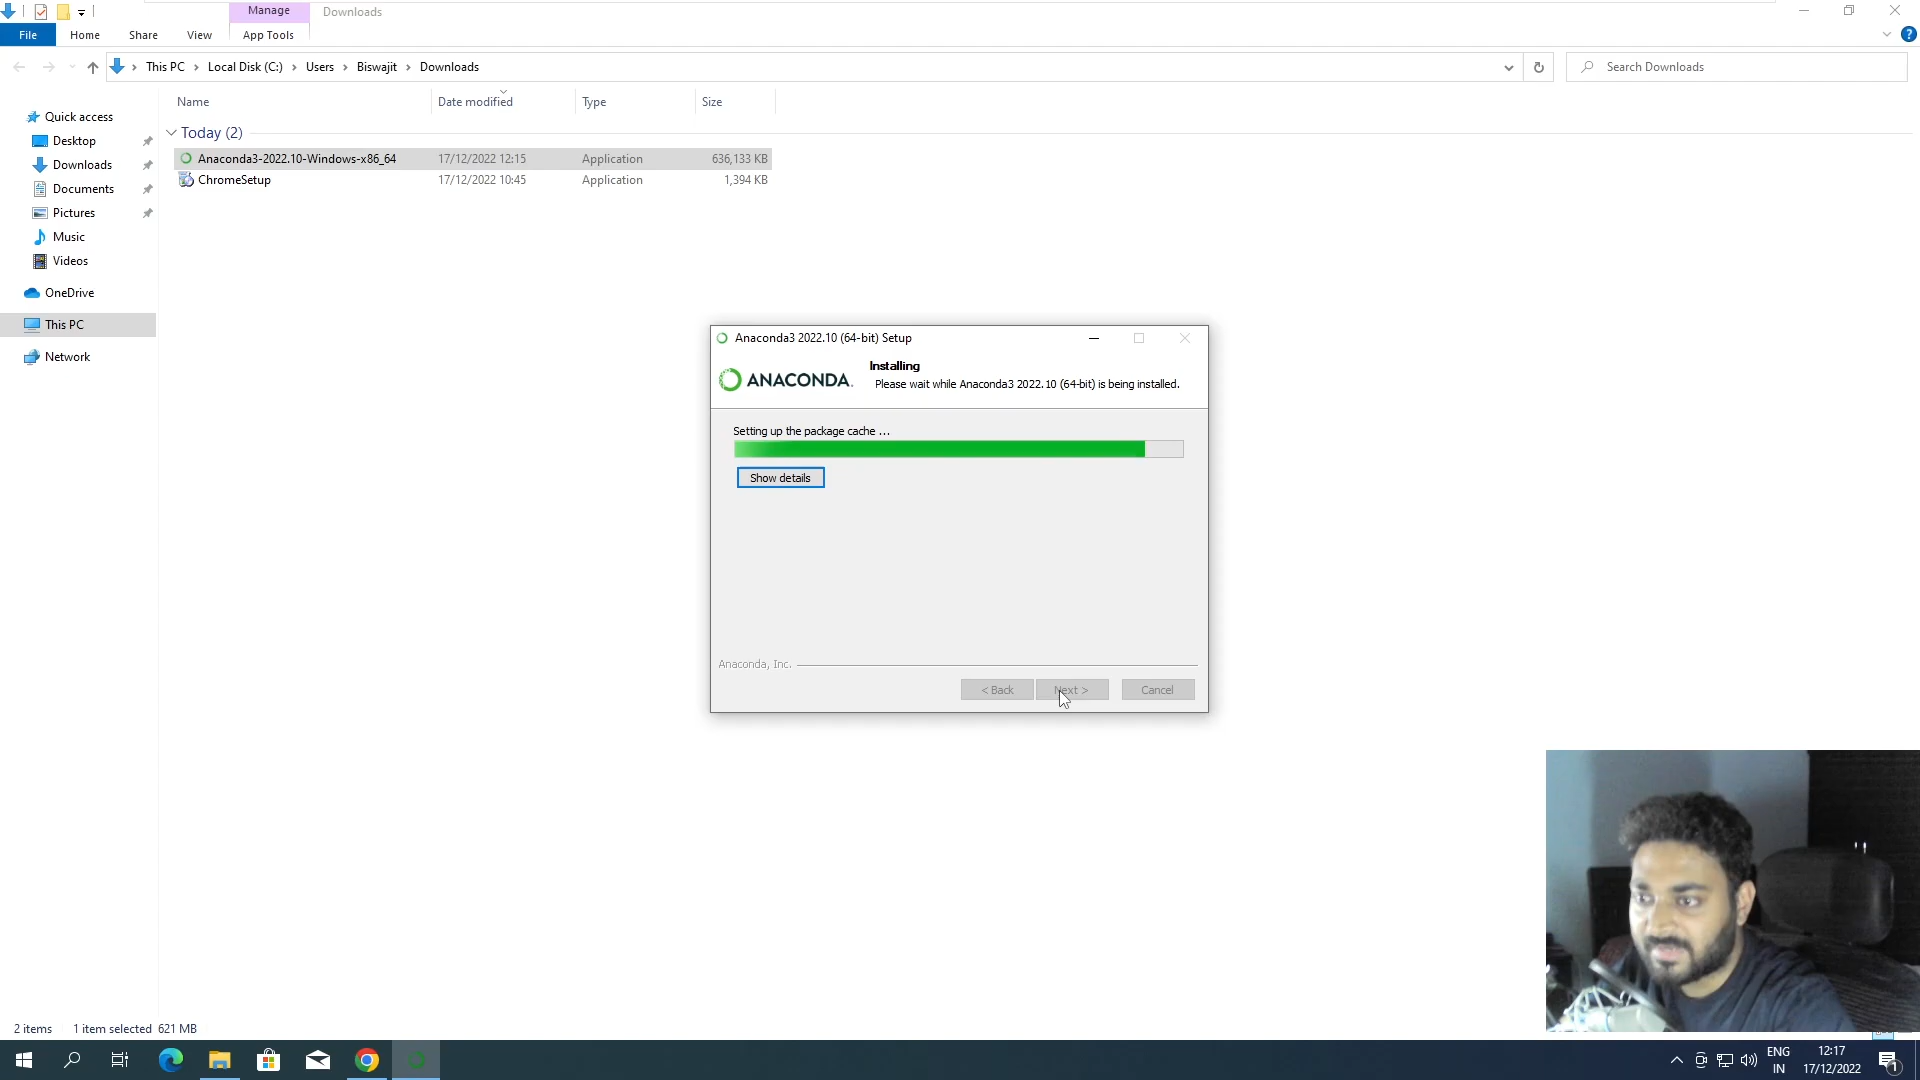 Manage
Downloads
File
Home
Share
View
App Tools
This PC
Local Disk (C:)
Users
Biswajit
Downloads
Search Downloads
Name
Date modified
Type
Size
Quick access
Desktop
Downloads
Documents
Pictures
Music
Videos
OneDrive
This PC
Network
Today (2)
Anaconda3-2022.10-Windows-x86_64 17/12/2022 12:15 Application 636,133 KB
ChromeSetup 17/12/2022 10:45 Application 1,394 KB
Anaconda3 2022.10 (64-bit) Setup
ANACONDA.
Installing
Please wait while Anaconda3 2022.10 (64-bit) is being installed.
Setting up the package cache ...
Show details
Anaconda, Inc.
< Back
Next >
Cancel
2 items 1 item selected 621 MB
ENG
IN
12:17
17/12/2022
1